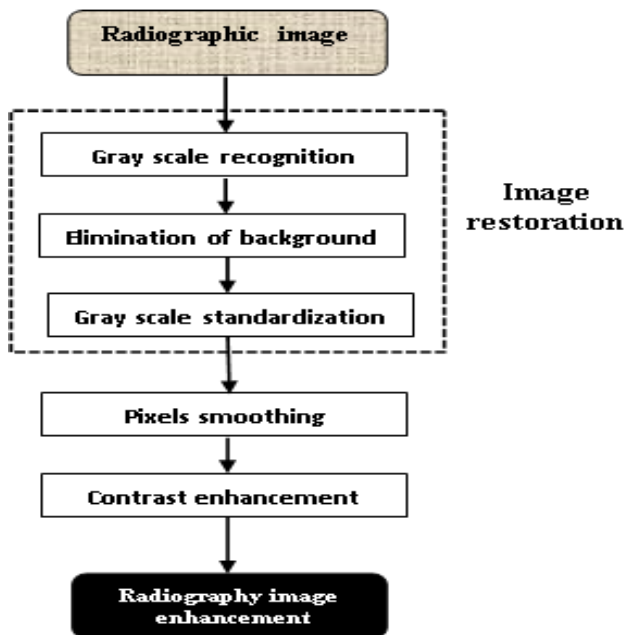 Radiographic image
Gray scale recognition
Elimination of background
Gray scale standardization
Image
restoration
Pixels smoothing
Contrast enhancement
Radiography image
enhancement